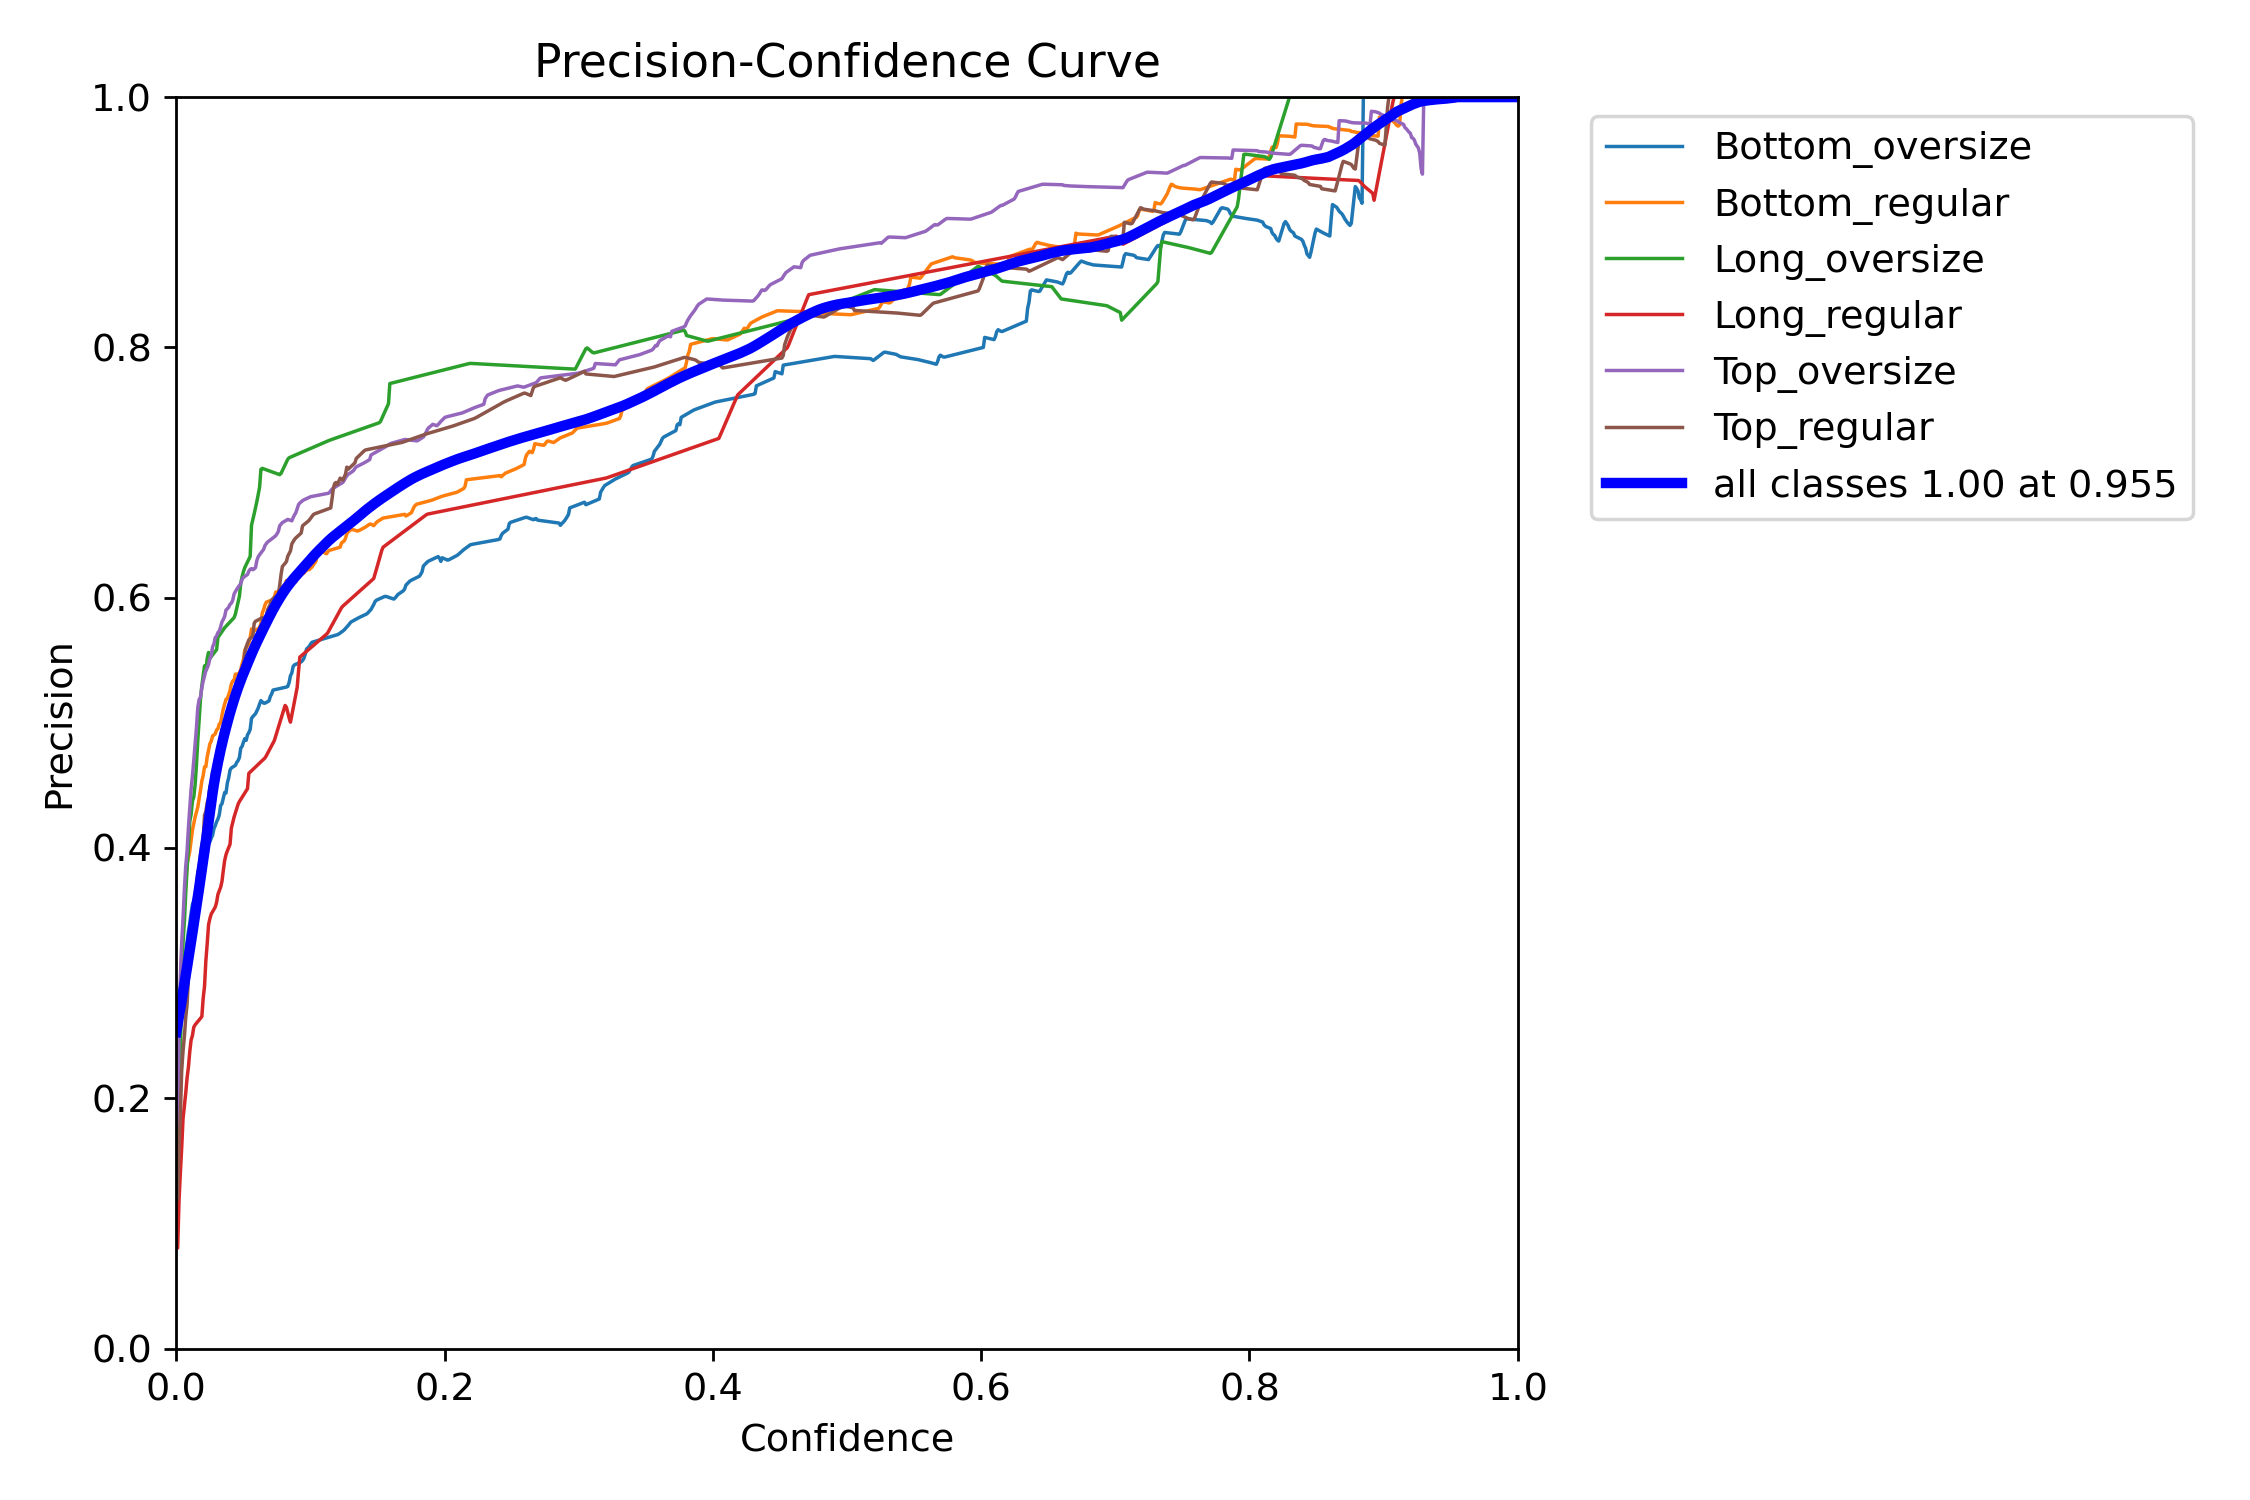 Precision-Confidence Curve
1.0
0.8
0.6
0.4
0.2
0.0
Precision
0.0 0.2 0.4 0.6 0.8 1.0
Confidence
Bottom_oversize
Bottom_regular
Long_oversize
Long_regular
Top_oversize
Top_regular
all classes 1.00 at 0.955